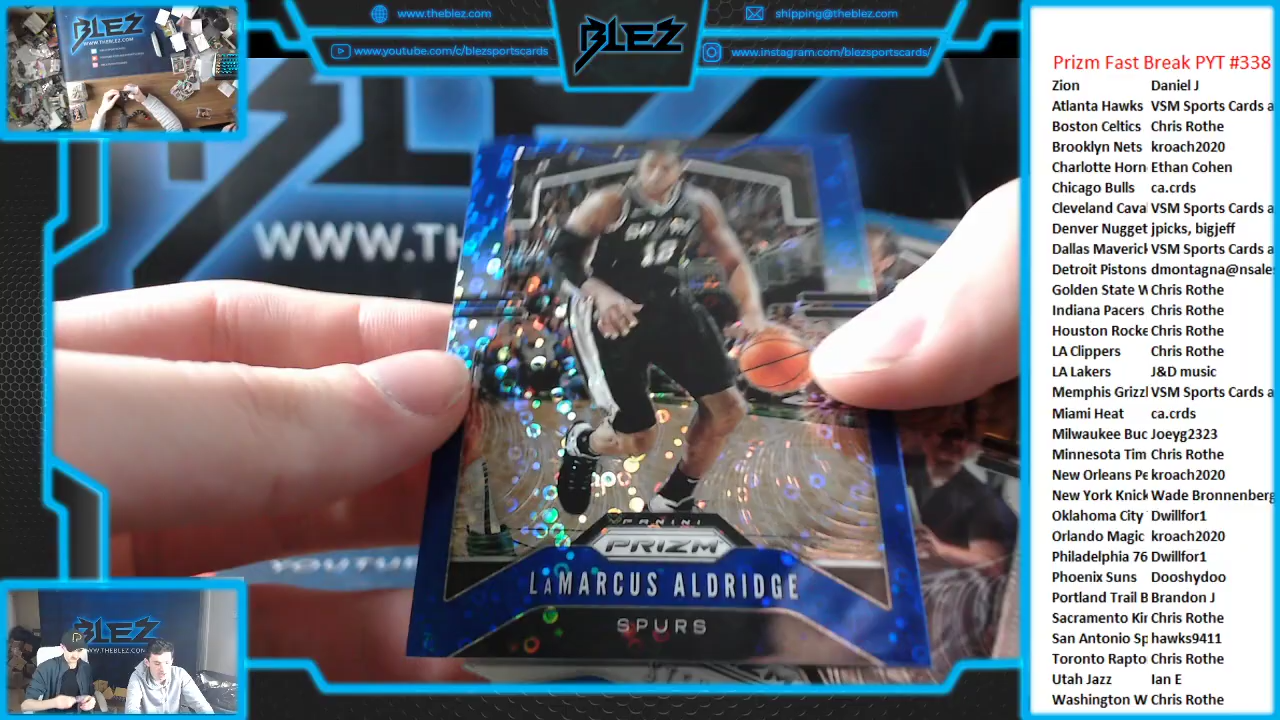 BLEZ
www.theblez.com
shipping@theblez.com
www.youtube.com/c/blezsportscards
www.instagram.com/blezsportscards/
BLEZ
WWW.TH
SPURS
12
PANINI
PRIZM
LAMARCUS ALDRIDGE
SPURS
YOUTU
BLEZ
WWW.THEBLEZ.COM
Prizm Fast Break PYT #338
Zion Daniel J
Atlanta Hawks VSM Sports Cards a
Boston Celtics Chris Rothe
Brooklyn Nets kroach2020
Charlotte Horn Ethan Cohen
Chicago Bulls ca.crds
Cleveland Cava VSM Sports Cards a
Denver Nugget jpicks, bigjeff
Dallas Maverick VSM Sports Cards a
Detroit Pistons dmontagna@nsale
Golden State W Chris Rothe
Indiana Pacers Chris Rothe
Houston Rocke Chris Rothe
LA Clippers Chris Rothe
LA Lakers J&D music
Memphis Grizzl VSM Sports Cards a
Miami Heat ca.crds
Milwaukee Buc Joeyg2323
Minnesota Tim Chris Rothe
New Orleans Pe kroach2020
New York Knick Wade Bronnenberg
Oklahoma City Dwillfor1
Orlando Magic kroach2020
Philadelphia 76 Dwillfor1
Phoenix Suns Dooshydoo
Portland Trail B Brandon J
Sacramento Kin Chris Rothe
San Antonio Sp hawks9411
Toronto Rapto Chris Rothe
Utah Jazz Ian E
Washington W Chris Rothe